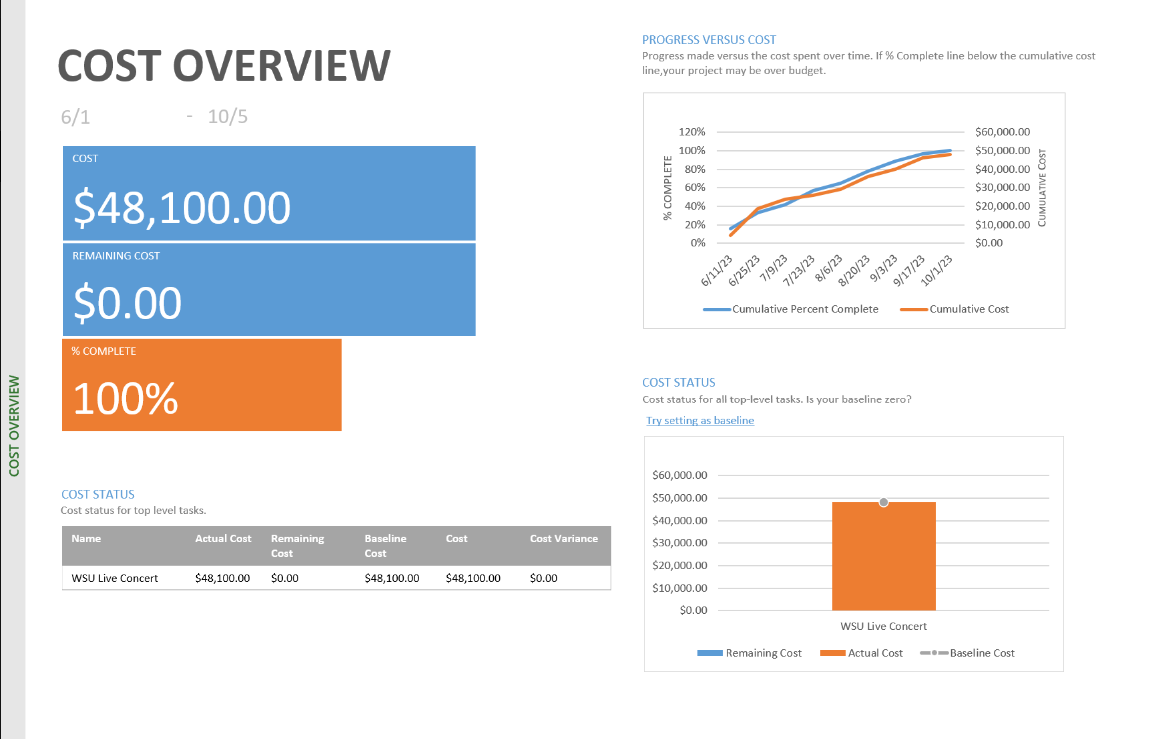 COST OVERVIEW
COST OVERVIEW
6/1 - 10/5
COST
$48,100.00
REMAINING COST
$0.00
% COMPLETE
100%
COST STATUS
Cost status for top level tasks.
Name Actual Cost Remaining Cost Baseline Cost Cost Cost Variance
WSU Live Concert $48,100.00 $0.00 $48,100.00 $48,100.00 $0.00
PROGRESS VERSUS COST
Progress made versus the cost spent over time. If % Complete line below the cumulative cost
line,your project may be over budget.
% COMPLETE
120%
100%
80%
60%
40%
20%
0%
$60,000.00
$50,000.00
$40,000.00
$30,000.00
$20,000.00
$10,000.00
$0.00
CUMULATIVE COST
6/11/23 6/25/23 7/9/23 7/23/23 8/6/23 8/20/23 9/3/23 9/17/23 10/1/23
Cumulative Percent Complete Cumulative Cost
COST STATUS
Cost status for all top-level tasks. Is your baseline zero?
Try setting as baseline
$60,000.00
$50,000.00
$40,000.00
$30,000.00
$20,000.00
$10,000.00
$0.00
WSU Live Concert
Remaining Cost Actual Cost Baseline Cost